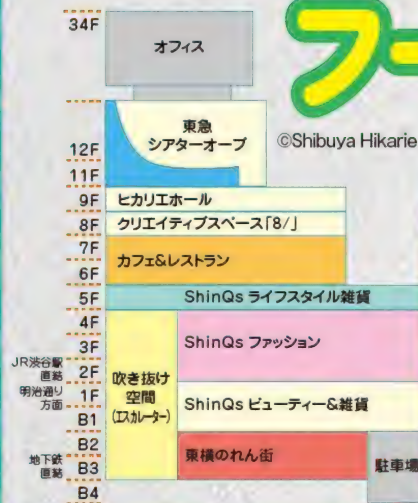 34F
オフィス
フー
©Shibuya Hikarie
東急
シアターオーブ
12F
11F
9F ヒカリエホール
8F クリエイティブスペース「8/」
7F
カフェ&レストラン
6F
5F ShinQs ライフスタイル雑貨
4F
3F ShinQs ファッション
JR渋谷駅
直結
2F
吹き抜け
空間
(エスカレーター)
明治通り
方面
1F
ShinQs ビューティー&雑貨
B1
B2
東横のれん街
地下鉄
直結
B3
駐車場
B4